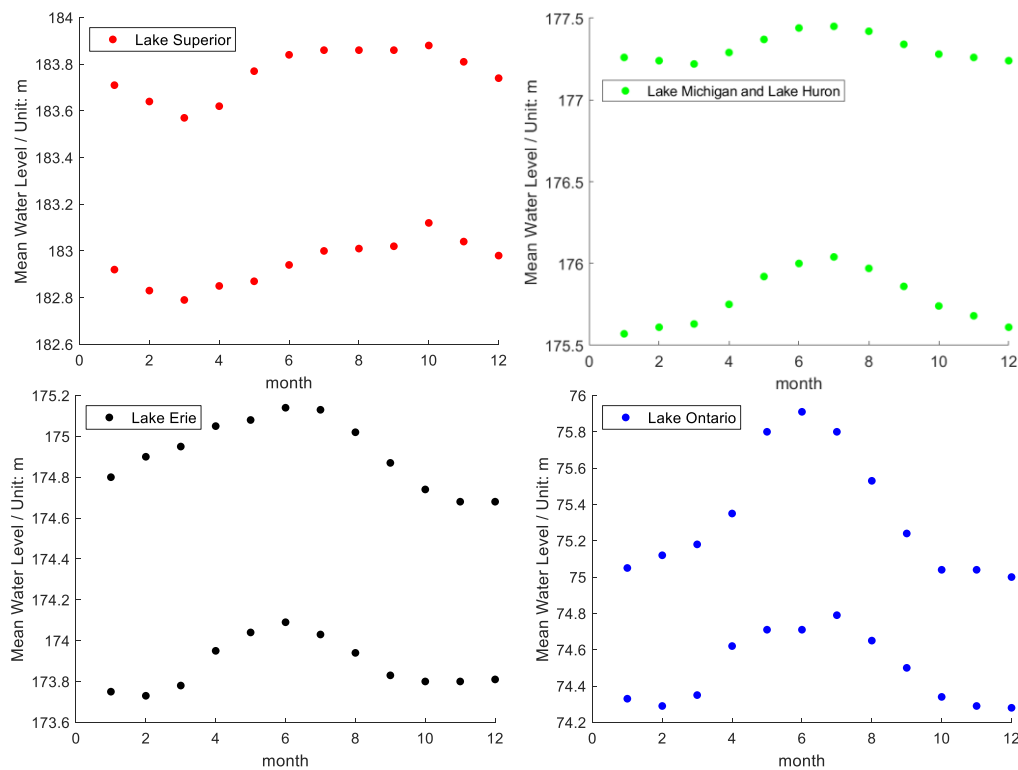 184
183.8
183.6
183.4
183.2
183
182.8
182.6
Mean Water Level / Unit: m
Lake Superior
0 2 4 6 8 10 12
month
177.5
177
176.5
176
175.5
Mean Water Level / Unit: m
Lake Michigan and Lake Huron
0 2 4 6 8 10 12
month
175.2
175
174.8
174.6
174.4
174.2
174
173.8
173.6
Mean Water Level / Unit: m
Lake Erie
0 2 4 6 8 10 12
month
76
75.8
75.6
75.4
75.2
75
74.8
74.6
74.4
74.2
Mean Water Level / Unit: m
Lake Ontario
0 2 4 6 8 10 12
month